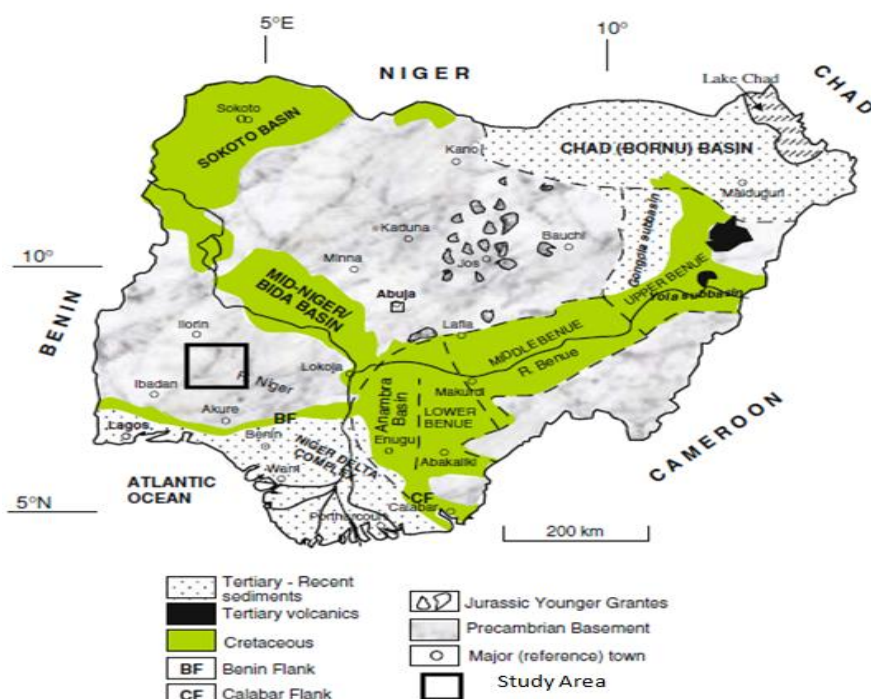 5°E
10°
NIGER
CHAD
Lake Chad
Sokoto
SOKOTO BASIN
Kano
CHAD (BORNU) BASIN
Maiduguri
Kaduna
Bauchi
Gongola subbasin
Minna
Jos
10°
MID-NIGER/
BIDA BASIN
Abuja
UPPER BENUE
Yola subbasin
BENIN
Ilorin
Lafia
MIDDLE BENUE
R. Benue
Lokoja
Ibadan
R. Niger
Makurdi
Akure
BF
Anambra
Basin
LOWER
BENUE
CAMEROON
Lagos
Benin
Enugu
NIGER DELTA
COMPLEX
Warri
Abakaliki
ATLANTIC
OCEAN
CF
5°N
Portharcourt
Calabar
200 km
Tertiary - Recent
sediments
Tertiary volcanics
Cretaceous
BF Benin Flank
CF Calabar Flank
Jurassic Younger Grantes
Precambrian Basement
Major (reference) town
Study Area